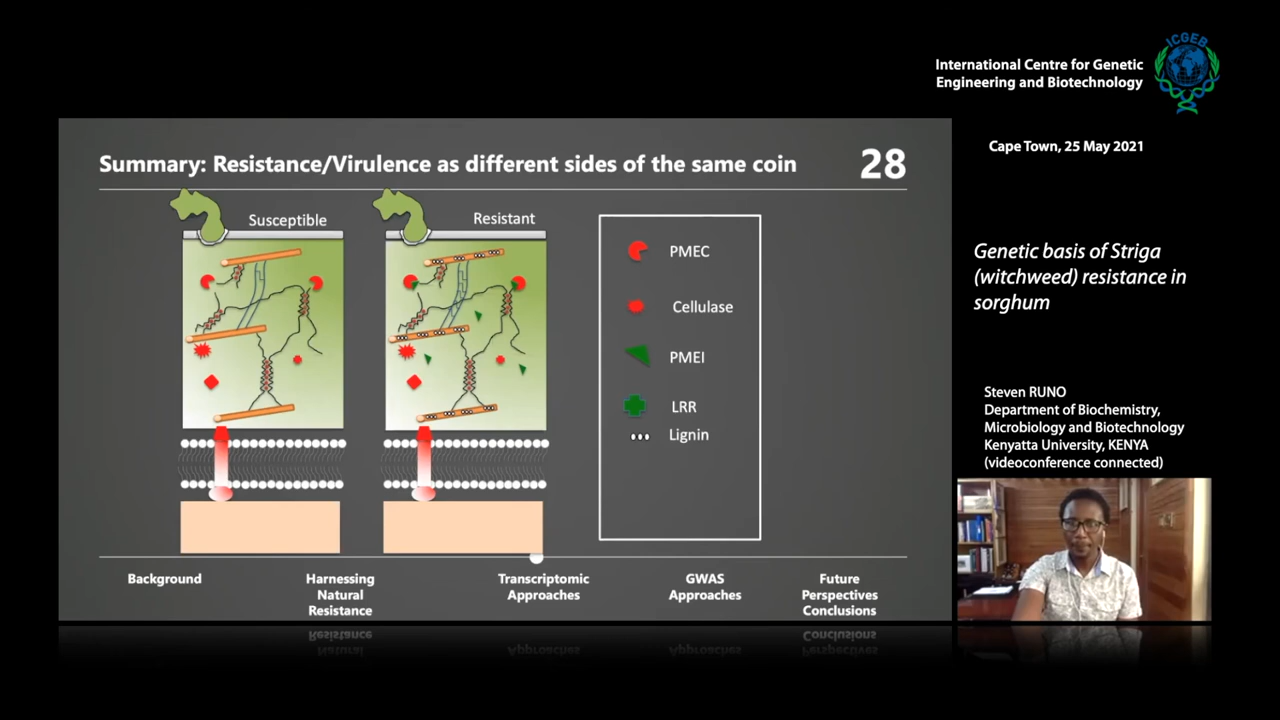 ICGEB
International Centre for Genetic
Engineering and Biotechnology
Cape Town, 25 May 2021
Summary: Resistance/Virulence as different sides of the same coin
28
Susceptible
Resistant
PMEC
Cellulase
PMEI
LRR
Lignin
Background
Harnessing
Natural
Resistance
Transcriptomic
Approaches
GWAS
Approaches
Future
Perspectives
Conclusions
Genetic basis of Striga
(witchweed) resistance in
sorghum
Steven RUNO
Department of Biochemistry,
Microbiology and Biotechnology
Kenyatta University, KENYA
(videoconference connected)